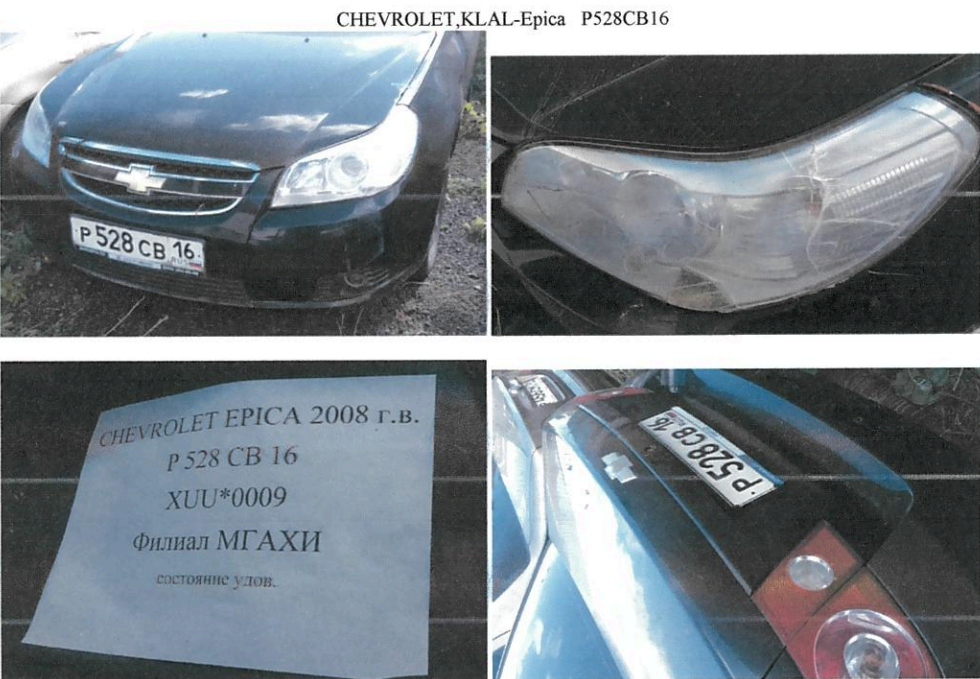 CHEVROLET,KLAL-Epica P528CB16
Р 528 СВ 16
RUS
CHEVROLET EPICA 2008 г.в.
Р 528 СВ 16
XUU*0009
Филиал МГАХИ
состояние удов.
Р 528 СВ 16